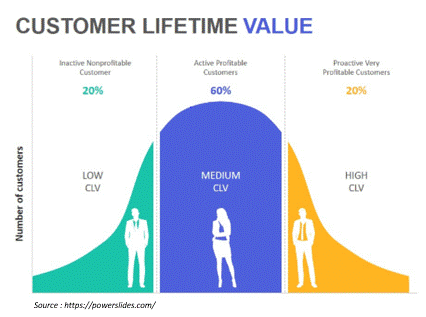 CUSTOMER LIFETIME VALUE
Inactive Nonprofitable
Customer
20%
Active Profitable
Customers
60%
Proactive Very
Profitable Customers
20%
Number of customers
LOW
CLV
MEDIUM
CLV
HIGH
CLV
Source : https://powerslides.com/